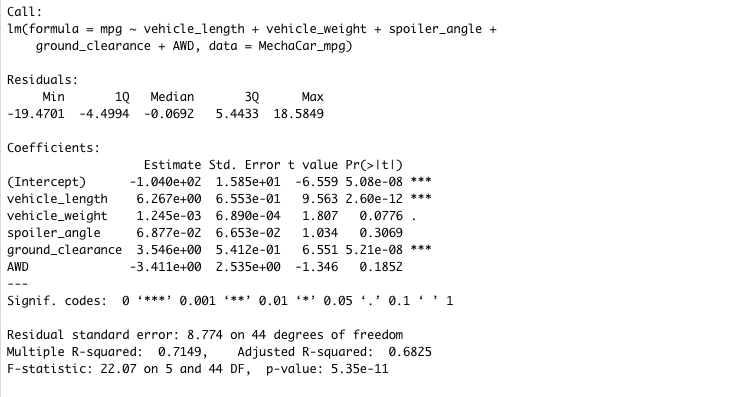 Call:
lm(formula = mpg ~ vehicle_length + vehicle_weight + spoiler_angle +
    ground_clearance + AWD, data = MechaCar_mpg)

Residuals:
     Min       1Q   Median       3Q      Max
-19.4701  -4.4994  -0.0692   5.4433  18.5849

Coefficients:
                   Estimate Std. Error t value Pr(>|t|)
(Intercept)      -1.040e+02  1.585e+01  -6.559 5.08e-08 ***
vehicle_length    6.267e+00  6.553e-01   9.563 2.60e-12 ***
vehicle_weight    1.245e-03  6.890e-04   1.807   0.0776 .
spoiler_angle     6.877e-02  6.653e-02   1.034   0.3069
ground_clearance  3.546e+00  5.412e-01   6.551 5.21e-08 ***
AWD              -3.411e+00  2.535e+00  -1.346   0.1852
---
Signif. codes:  0 ‘***’ 0.001 ‘**’ 0.01 ‘*’ 0.05 ‘.’ 0.1 ‘ ’ 1

Residual standard error: 8.774 on 44 degrees of freedom
Multiple R-squared:  0.7149,    Adjusted R-squared:  0.6825
F-statistic: 22.07 on 5 and 44 DF,  p-value: 5.35e-11